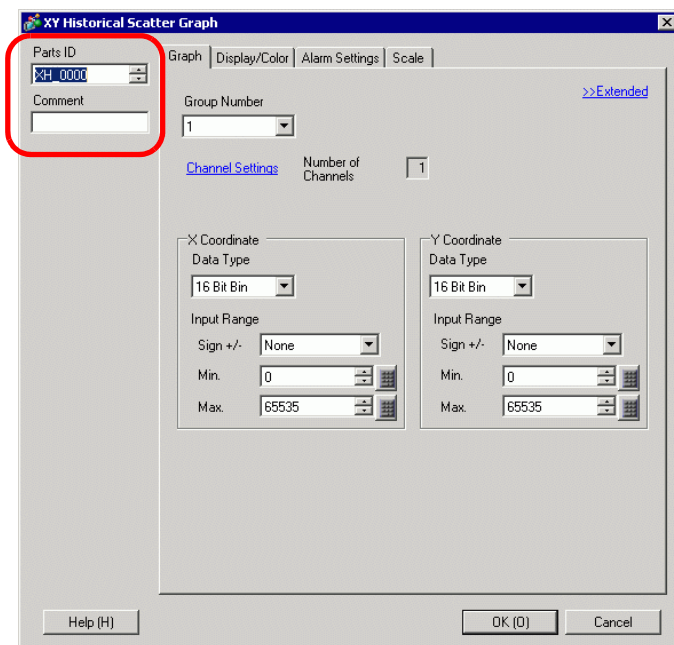 XY Historical Scatter Graph
Parts ID
XH_0000
Comment
Graph Display/Color Alarm Settings Scale
>>Extended
Group Number
1
Channel Settings Number of Channels 1
X Coordinate
Data Type
16 Bit Bin
Input Range
Sign +/- None
Min. 0
Max. 65535
Y Coordinate
Data Type
16 Bit Bin
Input Range
Sign +/- None
Min. 0
Max. 65535
Help (H) OK (O) Cancel